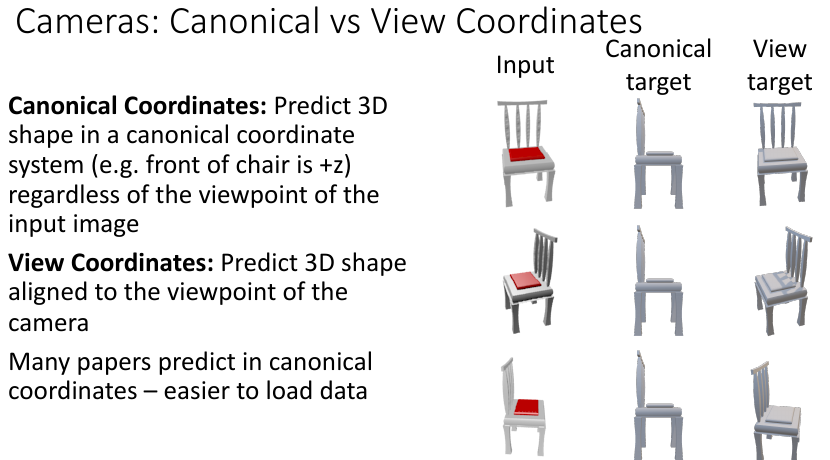 Cameras: Canonical vs View Coordinates
Input
Canonical
target
View
target
Canonical Coordinates: Predict 3D
shape in a canonical coordinate
system (e.g. front of chair is +z)
regardless of the viewpoint of the
input image
View Coordinates: Predict 3D shape
aligned to the viewpoint of the
camera
Many papers predict in canonical
coordinates – easier to load data